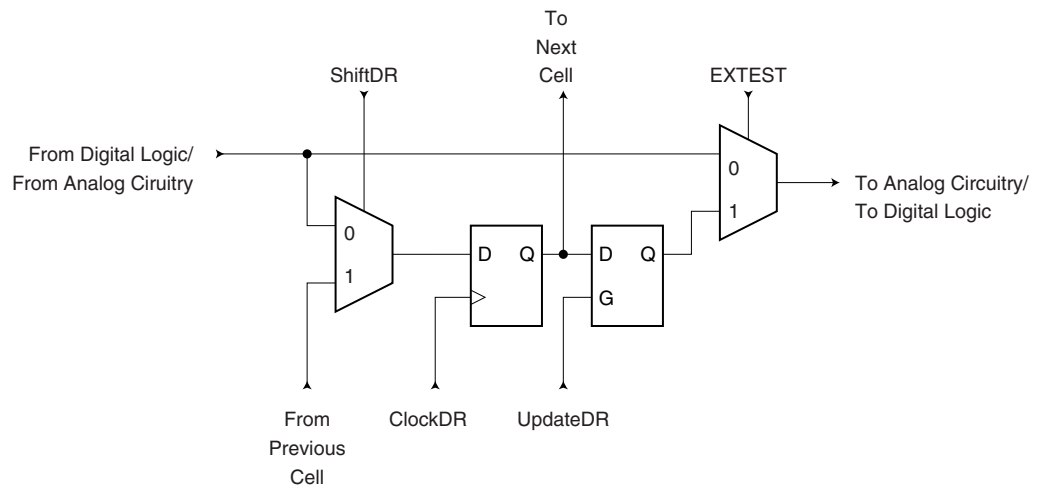 To
Next
Cell
ShiftDR
EXTEST
From Digital Logic/
From Analog Ciruitry
0
1
To Analog Circuitry/
To Digital Logic
0
1
D Q
D Q
G
From
Previous
Cell
ClockDR
UpdateDR